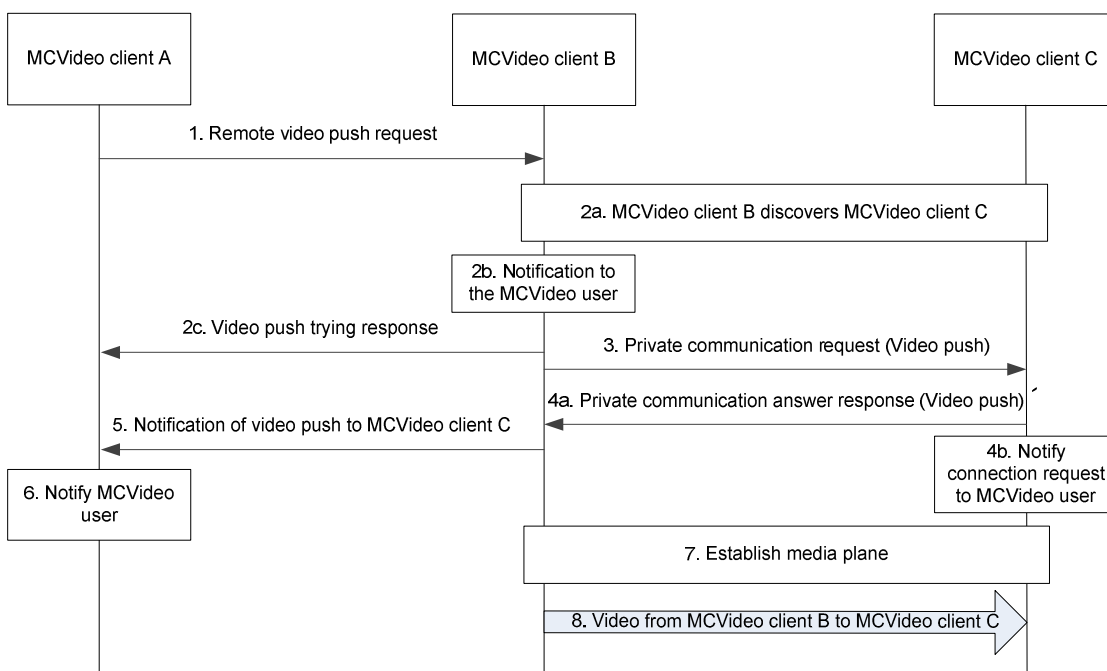 MCVideo client A
MCVideo client B
MCVideo client C
1. Remote video push request
2a. MCVideo client B discovers MCVideo client C
2b. Notification to
the MCVideo user
2c. Video push trying response
3. Private communication request (Video push)
4a. Private communication answer response (Video push)
5. Notification of video push to MCVideo client C
4b. Notify
connection request
to MCVideo user
6. Notify MCVideo
user
7. Establish media plane
8. Video from MCVideo client B to MCVideo client C